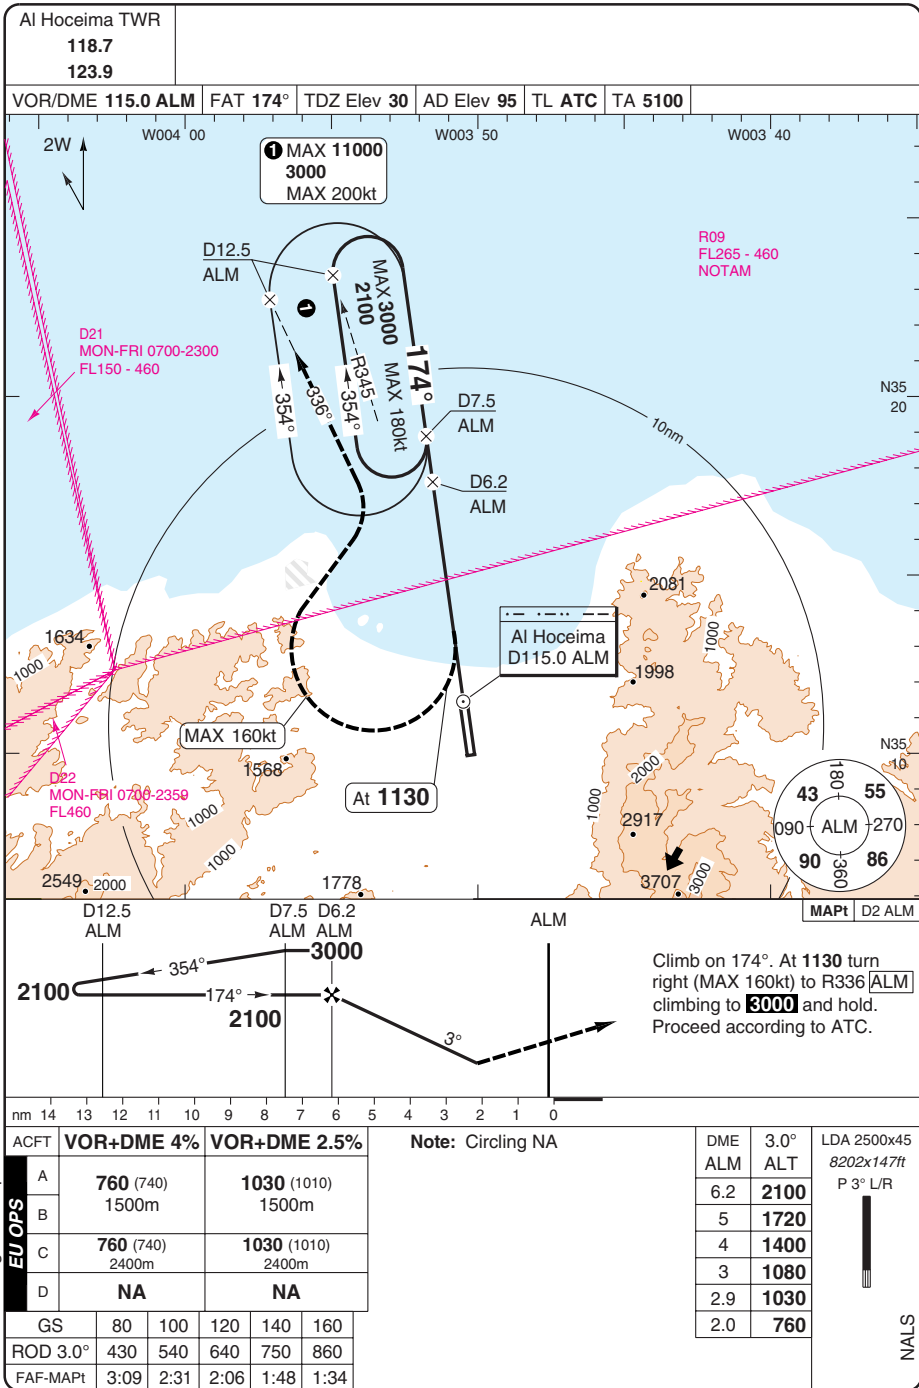 Al Hoceima TWR
118.7
123.9
VOR/DME 115.0 ALM FAT 174° TDZ Elev 30 AD Elev 95 TL ATC TA 5100
W004 00 W003 50 W003 40
2W
1 MAX 11000
3000
MAX 200kt
R09
FL265 - 460
NOTAM
D12.5
ALM
1
MAX 3000
2100
MAX 180kt
174°
R345
354°
336°
354°
D21
MON-FRI 0700-2300
FL150 - 460
N35
20
D7.5
ALM
10nm
D6.2
ALM
2081
1000
Al Hoceima
D115.0 ALM
1634
1000
1998
MAX 160kt
1568
At 1130
2000
1000
N35
10
D22
MON-FRI 0700-2359
FL460
1000
1000
2917
180
43 55
090 ALM 270
90 86
360
2549
2000
1778
3707
3000
MAPt D2 ALM
D12.5
ALM
D7.5
ALM
D6.2
ALM
ALM
3000
354°
2100
174°
2100
3°
Climb on 174°. At 1130 turn
right (MAX 160kt) to R336 ALM
climbing to 3000 and hold.
Proceed according to ATC.
nm 14 13 12 11 10 9 8 7 6 5 4 3 2 1 0
ACFT VOR+DME 4% VOR+DME 2.5%
EU OPS
A
B
760 (740)
1500m
1030 (1010)
1500m
C
760 (740)
2400m
1030 (1010)
2400m
D NA NA
GS 80 100 120 140 160
ROD 3.0° 430 540 640 750 860
FAF-MAPt 3:09 2:31 2:06 1:48 1:34
Note: Circling NA
DME 3.0°
ALM ALT
6.2 2100
5 1720
4 1400
3 1080
2.9 1030
2.0 760
LDA 2500x45
8202x147ft
P 3° L/R
NALS